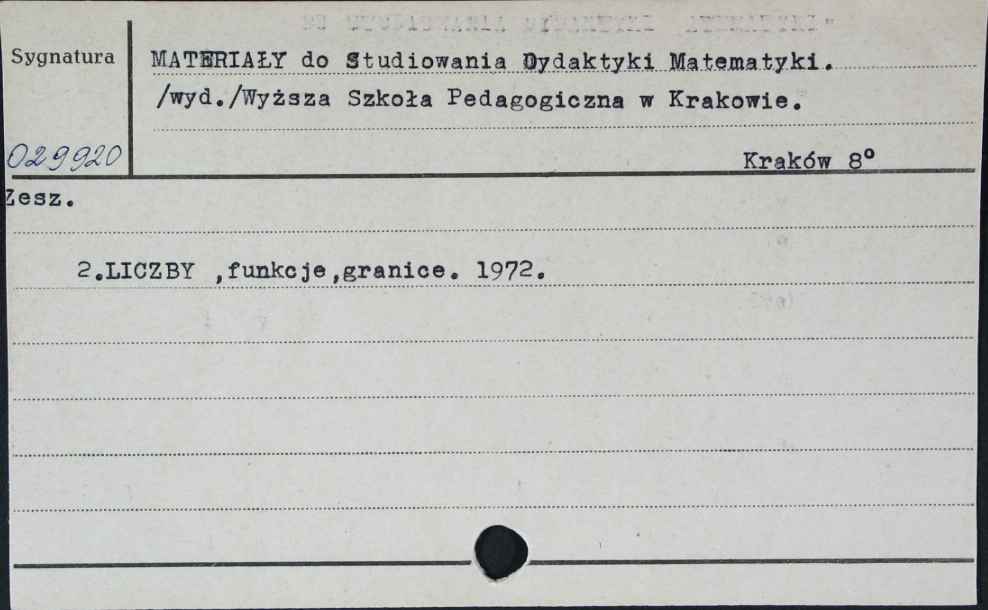 Sygnatura
MATERIAŁY do Studiowania Dydaktyki Matematyki.
/wyd./Wyższa Szkoła Pedagogiczna w Krakowie.
029920
Kraków 8º
Zesz.
2.LICZBY ,funkcje,granice. 1972.